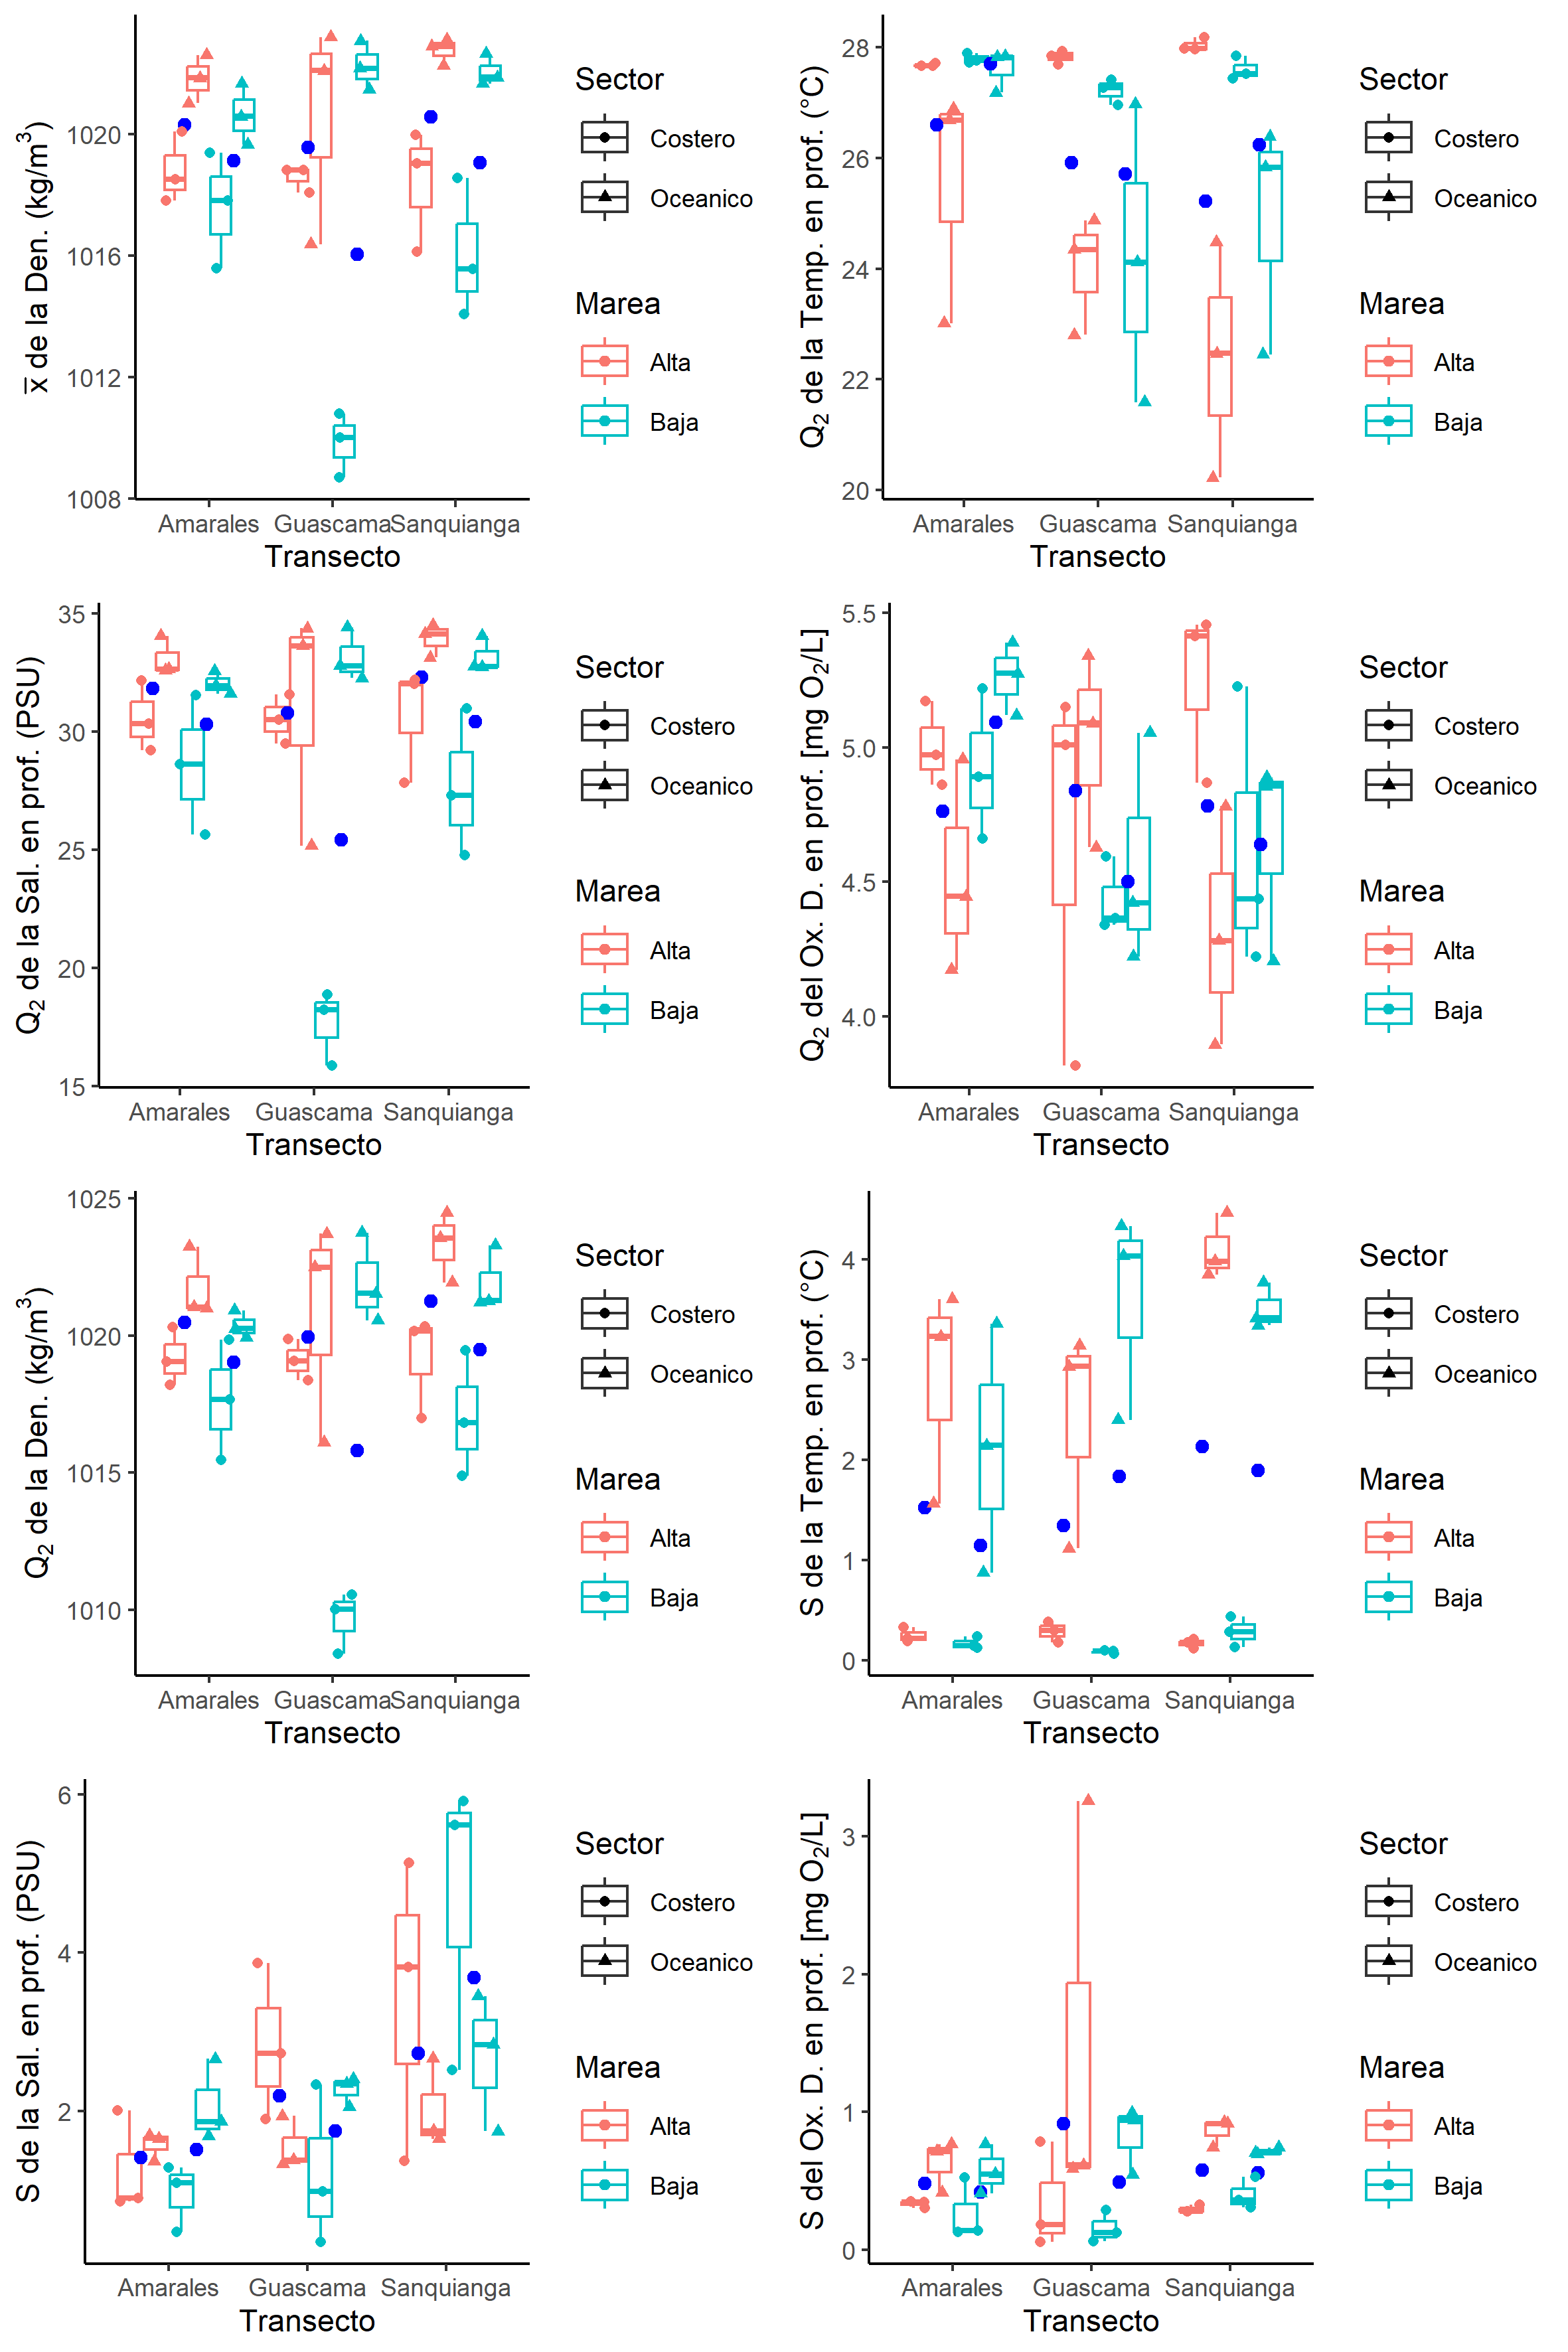 x̅ de la Den. (kg/m³)
1020
1016
1012
1008
Amarales
Guascama
Sanquianga
Transecto
Sector
Costero
Oceanico
Marea
Alta
Baja
Q₂ de la Temp. en prof. (°C)
28
26
24
22
20
Amarales
Guascama
Sanquianga
Transecto
Sector
Costero
Oceanico
Marea
Alta
Baja
Q₂ de la Sal. en prof. (PSU)
35
30
25
20
15
Amarales
Guascama
Sanquianga
Transecto
Sector
Costero
Oceanico
Marea
Alta
Baja
Q₂ del Ox. D. en prof. [mg O₂/L]
5.5
5.0
4.5
4.0
Amarales
Guascama
Sanquianga
Transecto
Sector
Costero
Oceanico
Marea
Alta
Baja
Q₂ de la Den. (kg/m³)
1025
1020
1015
1010
Amarales
Guascama
Sanquianga
Transecto
Sector
Costero
Oceanico
Marea
Alta
Baja
S de la Temp. en prof. (°C)
4
3
2
1
0
Amarales
Guascama
Sanquianga
Transecto
Sector
Costero
Oceanico
Marea
Alta
Baja
S de la Sal. en prof. (PSU)
6
4
2
Amarales
Guascama
Sanquianga
Transecto
Sector
Costero
Oceanico
Marea
Alta
Baja
S del Ox. D. en prof. [mg O₂/L]
3
2
1
0
Amarales
Guascama
Sanquianga
Transecto
Sector
Costero
Oceanico
Marea
Alta
Baja